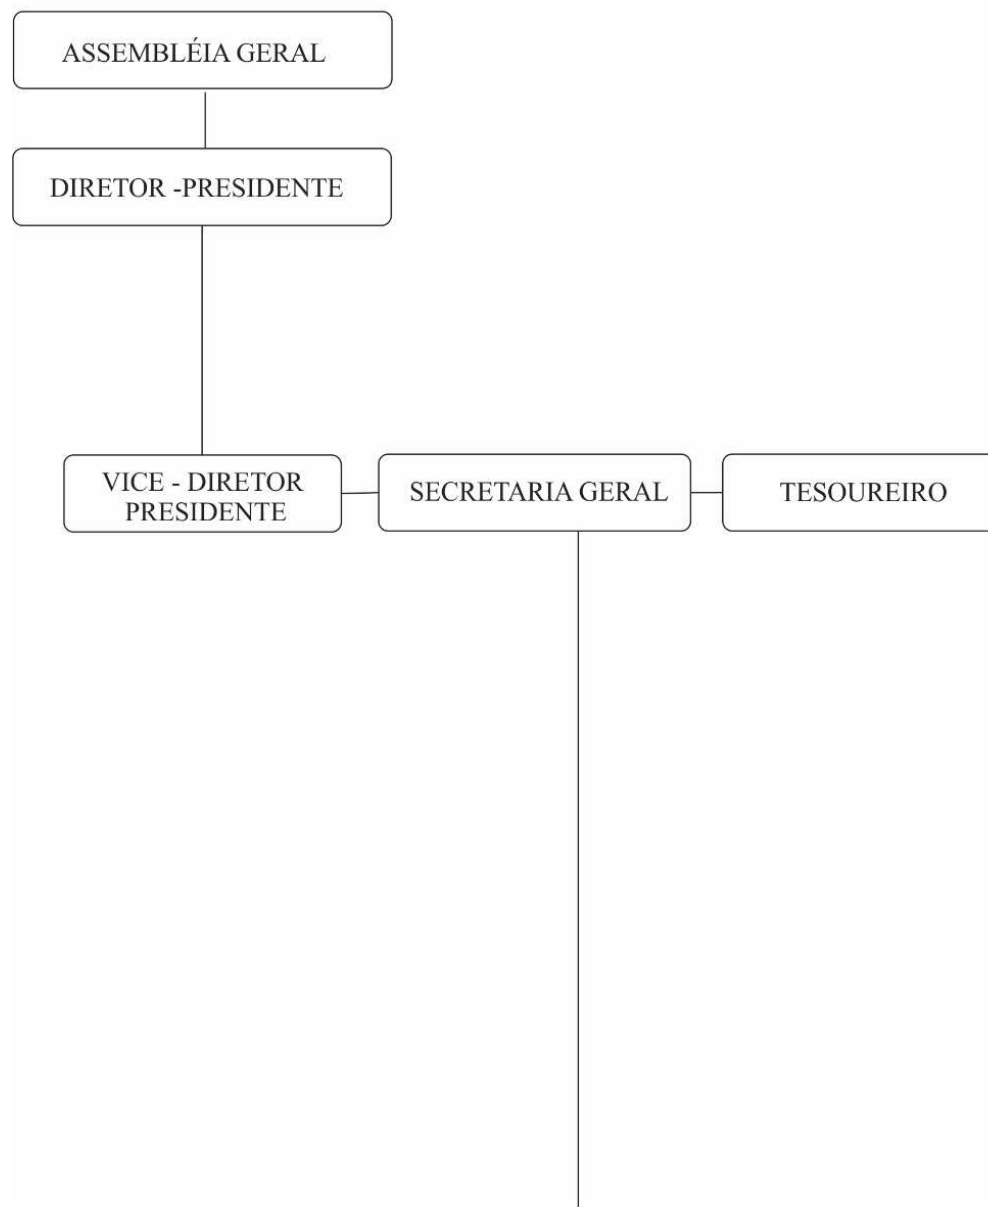 ASSEMBLÉIA GERAL
DIRETOR -PRESIDENTE
VICE - DIRETOR
PRESIDENTE
SECRETARIA GERAL
TESOUREIRO